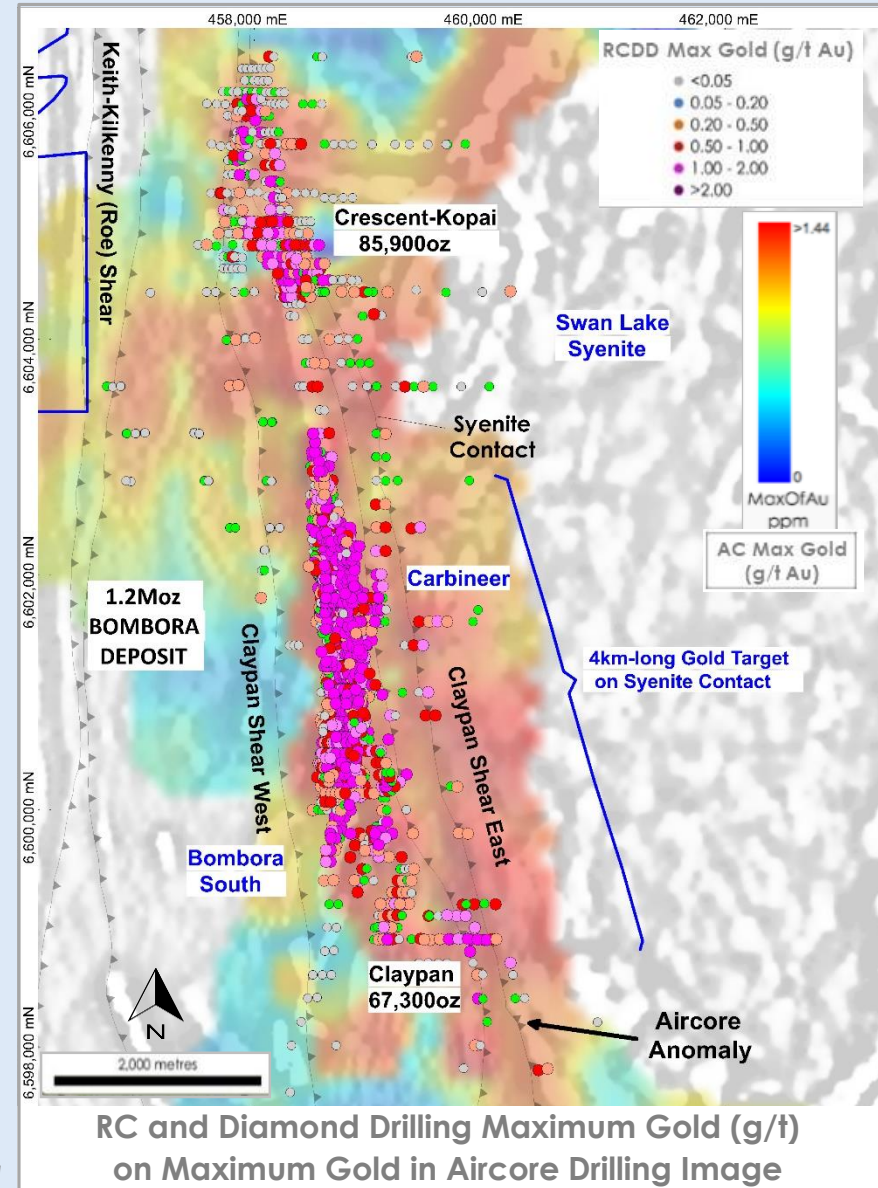 458,000 mE
460,000 mE
462,000 mE
6,606,000 mN
6,604,000 mN
6,602,000 mN
6,600,000 mN
6,598,000 mN
Keith-Kilkenny (Roe) Shear
RCDD Max Gold (g/t Au)
<0.05
0.05 - 0.20
0.20 - 0.50
0.50 - 1.00
1.00 - 2.00
>2.00
>1.44
0
MaxOfAu
ppm
AC Max Gold
(g/t Au)
Crescent-Kopai
85,900oz
Swan Lake
Syenite
Syenite
Contact
Carbineer
1.2Moz
BOMBORA
DEPOSIT
Claypan Shear West
Claypan Shear East
4km-long Gold Target
on Syenite Contact
Bombora
South
Claypan
67,300oz
Aircore
Anomaly
N
2,000 metres
RC and Diamond Drilling Maximum Gold (g/t)
on Maximum Gold in Aircore Drilling Image